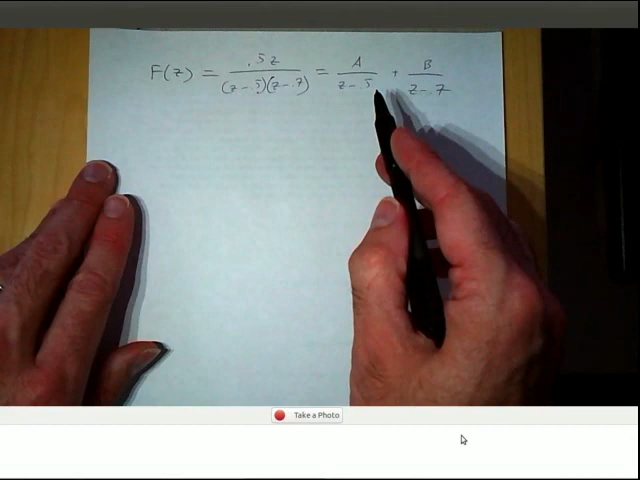 F(z) = .5z / (z - .5)(z - .7) = A / z - .5 + B / z - .7
Take a Photo